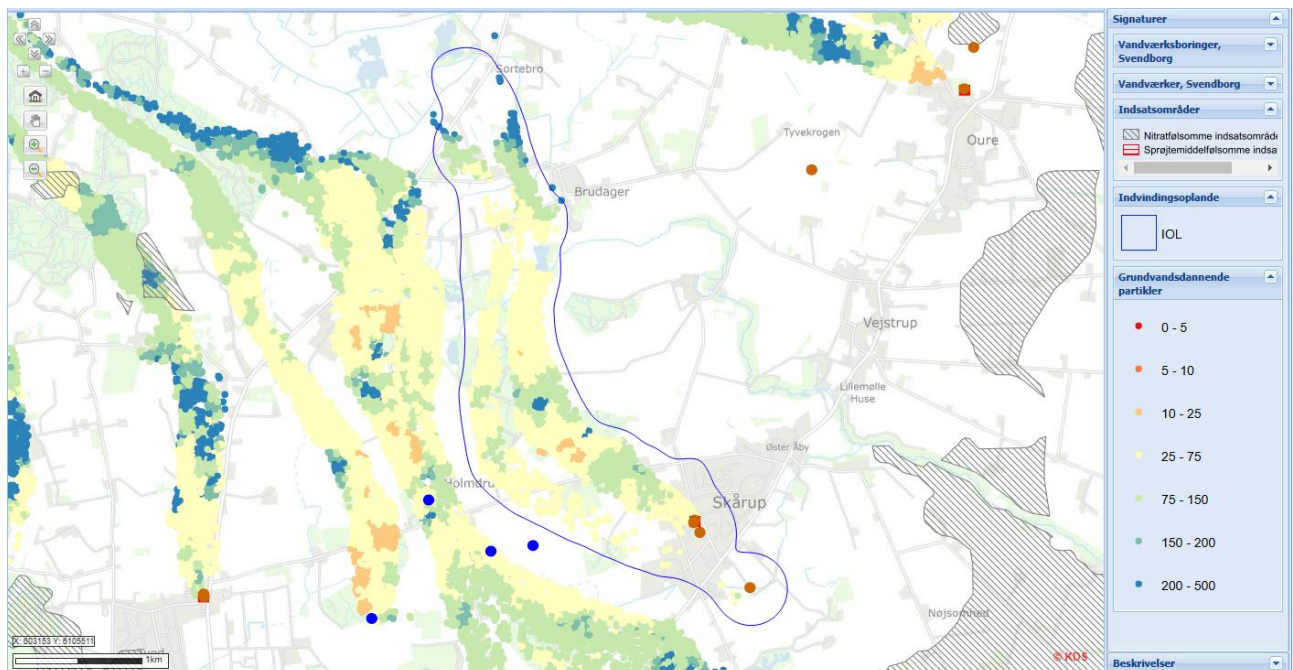 Sortebro
Brudager
Tyvekrogen
Oure
Vejstrup
Lillemølle
Huse
Øster Åby
Skårup
Holmdru
Nøjsomhed
X: 603153 Y: 6105511
1km
© KDS
Signaturer
Vandværksboringer,
Svendborg
Vandværker, Svendborg
Indsatsområder
Nitratfølsomme indsatsområde
Sprøjtemiddelfølsomme indsa
Indvindingsoplande
IOL
Grundvandsdannende
partikler
0 - 5
5 - 10
10 - 25
25 - 75
75 - 150
150 - 200
200 - 500
Beskrivelser